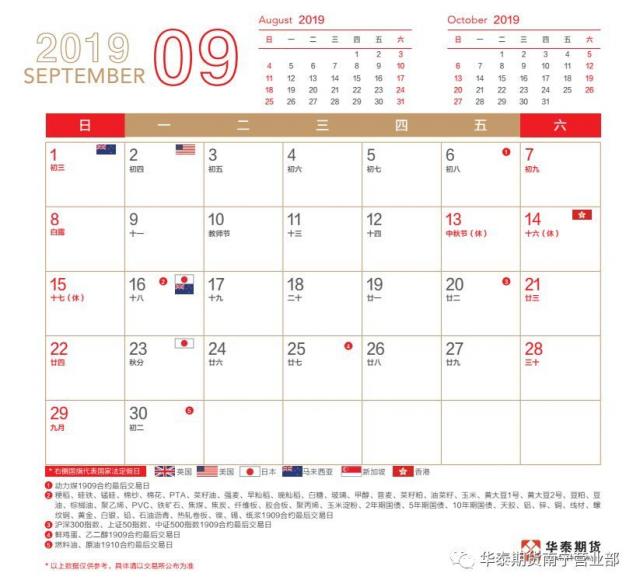 2019
SEPTEMBER
09
August 2019
日 一 二 三 四 五 六
1 2 3
4 5 6 7 8 9 10
11 12 13 14 15 16 17
18 19 20 21 22 23 24
25 26 27 28 29 30 31
October 2019
日 一 二 三 四 五 六
1 2 3 4 5
6 7 8 9 10 11 12
13 14 15 16 17 18 19
20 21 22 23 24 25 26
27 28 29 30 31
日 一 二 三 四 五 六
1 2 3 4 5 6 ① 7
初三 初四 初五 初六 初七 初八 初九
8 9 10 11 12 13 14
白露 十一 教师节 十三 十四 中秋节(休) 十六(休)
15 16 ② 17 18 19 20 ③ 21
十七(休) 十八 十九 二十 廿一 廿二 廿三
22 23 24 25 ④ 26 27 28
廿四 秋分 廿六 廿七 廿八 廿九 三十
29 30 ⑤
九月 初二
* 右侧国旗代表国家法定假日 英国 美国 日本 马来西亚 新加坡 香港
① 动力煤1909合约最后交易日
② 粳稻、硅铁、锰硅、棉纱、棉花、PTA、菜籽油、强麦、早籼稻、晚籼稻、白糖、玻璃、甲醇、普麦、菜籽粕、油菜籽、玉米、黄大豆1号、黄大豆2号、豆粕、豆
油、棕榈油、聚乙烯、PVC、铁矿石、焦煤、焦炭、纤维板、胶合板、聚丙烯、玉米淀粉、2年期国债、5年期国债、10年期国债、天胶、铝、锌、铜、线材、螺
纹钢、黄金、白银、铅、石油沥青、热轧卷板、镍、锡、纸浆1909合约最后交易日
③ 沪深300指数、上证50指数、中证500指数1909合约最后交易日
④ 鲜鸡蛋、乙二醇1909合约最后交易日
⑤ 燃料油、原油1910合约最后交易日
* 以上数据仅供参考，具体请以交易所公布为准
华泰期货
华泰期货南宁营业部